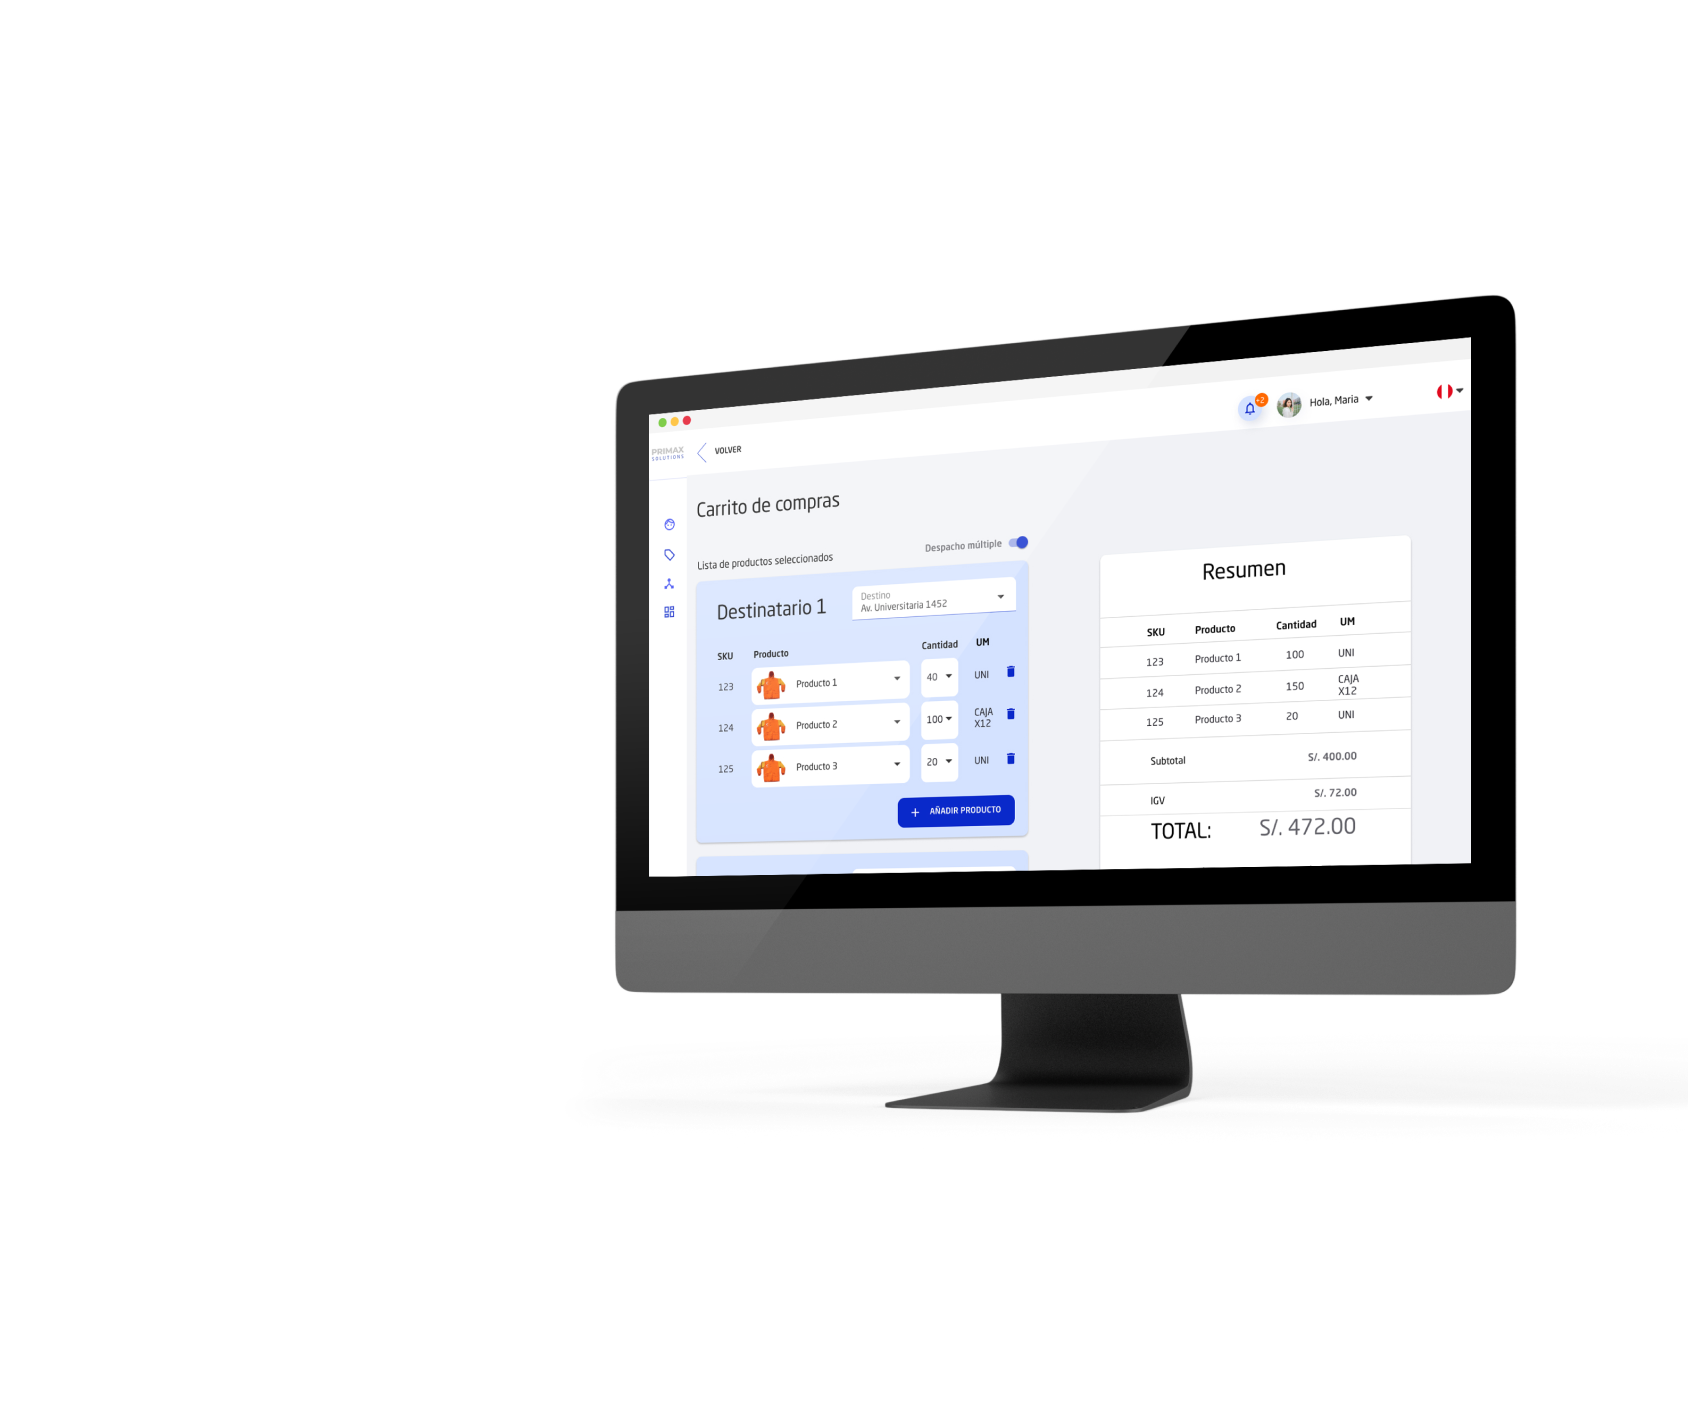 +2
Hola, Maria
PRIMAX
SOLUTIONS
VOLVER
Carrito de compras
Lista de productos seleccionados
Despacho múltiple
Destinatario 1
Destino
Av. Universitaria 1452
SKU Producto Cantidad UM
123 Producto 1 40 UNI
124 Producto 2 100 CAJA
X12
125 Producto 3 20 UNI
+ AÑADIR PRODUCTO
Resumen
SKU Producto Cantidad UM
123 Producto 1 100 UNI
124 Producto 2 150 CAJA
X12
125 Producto 3 20 UNI
Subtotal S/. 400.00
IGV S/. 72.00
TOTAL: S/. 472.00